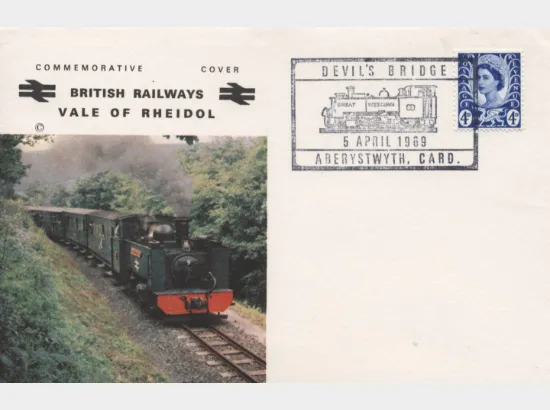 COMMEMORATIVE COVER
BRITISH RAILWAYS
VALE OF RHEIDOL
©
DEVIL'S BRIDGE
GREAT WESTERN
5 APRIL 1969
ABERYSTWYTH, CARD.
4D 4D